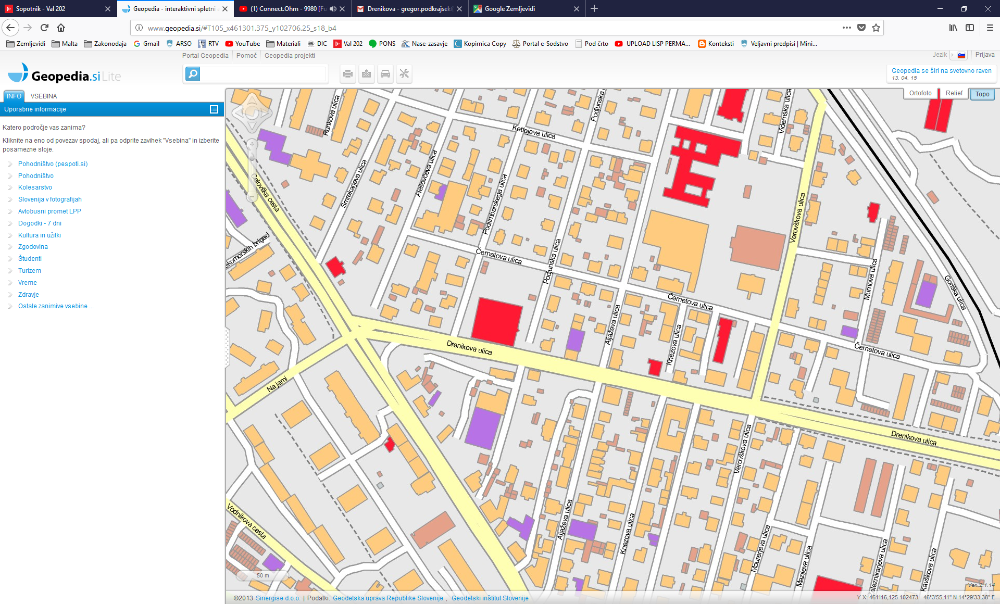 Sopotnik - Val 202
Geopedia - interaktivni spletni a
(1) Connect.Ohm - 9980 [Fu
Drenikova - gregor.podkrajsek@
Google Zemljevidi
www.geopedia.si/#T105_x461301.375_y102706.25_s18_b4
Zemljevidi
Malta
Zakonodaja
Gmail
ARSO
RTV
YouTube
Materiali
DIC
Val 202
PONS
Nase-zasavje
Kopirnica Copy
Portal e-Sodstvo
Pod črto
UPLOAD LISP PERMA...
Konteksti
Veljavni predpisi | Mini...
Portal Geopedia
Pomoč
Geopedia projekti
Jezik
Prijava
Geopedia.si Lite
Geopedia se širi na svetovno raven
13. 04. 15
INFO
VSEBINA
Ortofoto
Relief
Topo
Uporabne informacije
Katero področje vas zanima?
Kliknite na eno od povezav spodaj, ali pa odprite zavihek "Vsebina" in izberite
posamezne sloje.
Pohodništvo (pespoti.si)
Pohodništvo
Kolesarstvo
Slovenija v fotografijah
Avtobusni promet LPP
Dogodki - 7 dni
Kultura in užitki
Zgodovina
Študenti
Turizem
Vreme
Zdravje
Ostale zanimive vsebine ...
Runkova ulica
Podjunska ulica
Videmska ulica
Kettejeva ulica
Celovška cesta
Smrekarjeva ulica
Alešovčeva ulica
Podlimbarskega ulica
Verovškova ulica
ekomorskih brigad
Černetova ulica
Podjunska ulica
Murnova ulica
Goriška ulica
Černetova ulica
Aljaževa ulica
Knezova ulica
Drenikova ulica
Černetova ulica
Na jami
Verovškova ulica
Drenikova ulica
Vodnikova cesta
Aljaževa ulica
Knezova ulica
Maurerjeva ulica
Mazijeva ulica
Železnikarjeva ulica
Kavškova ulica
50 m
Ver. 2.1.14
©2013 Sinergise d.o.o. | Podatki: Geodetska uprava Republike Slovenije , Geodetski inštitut Slovenije
Y X: 461116,125 102473 46°3'55,11" N 14°29'33,38" E